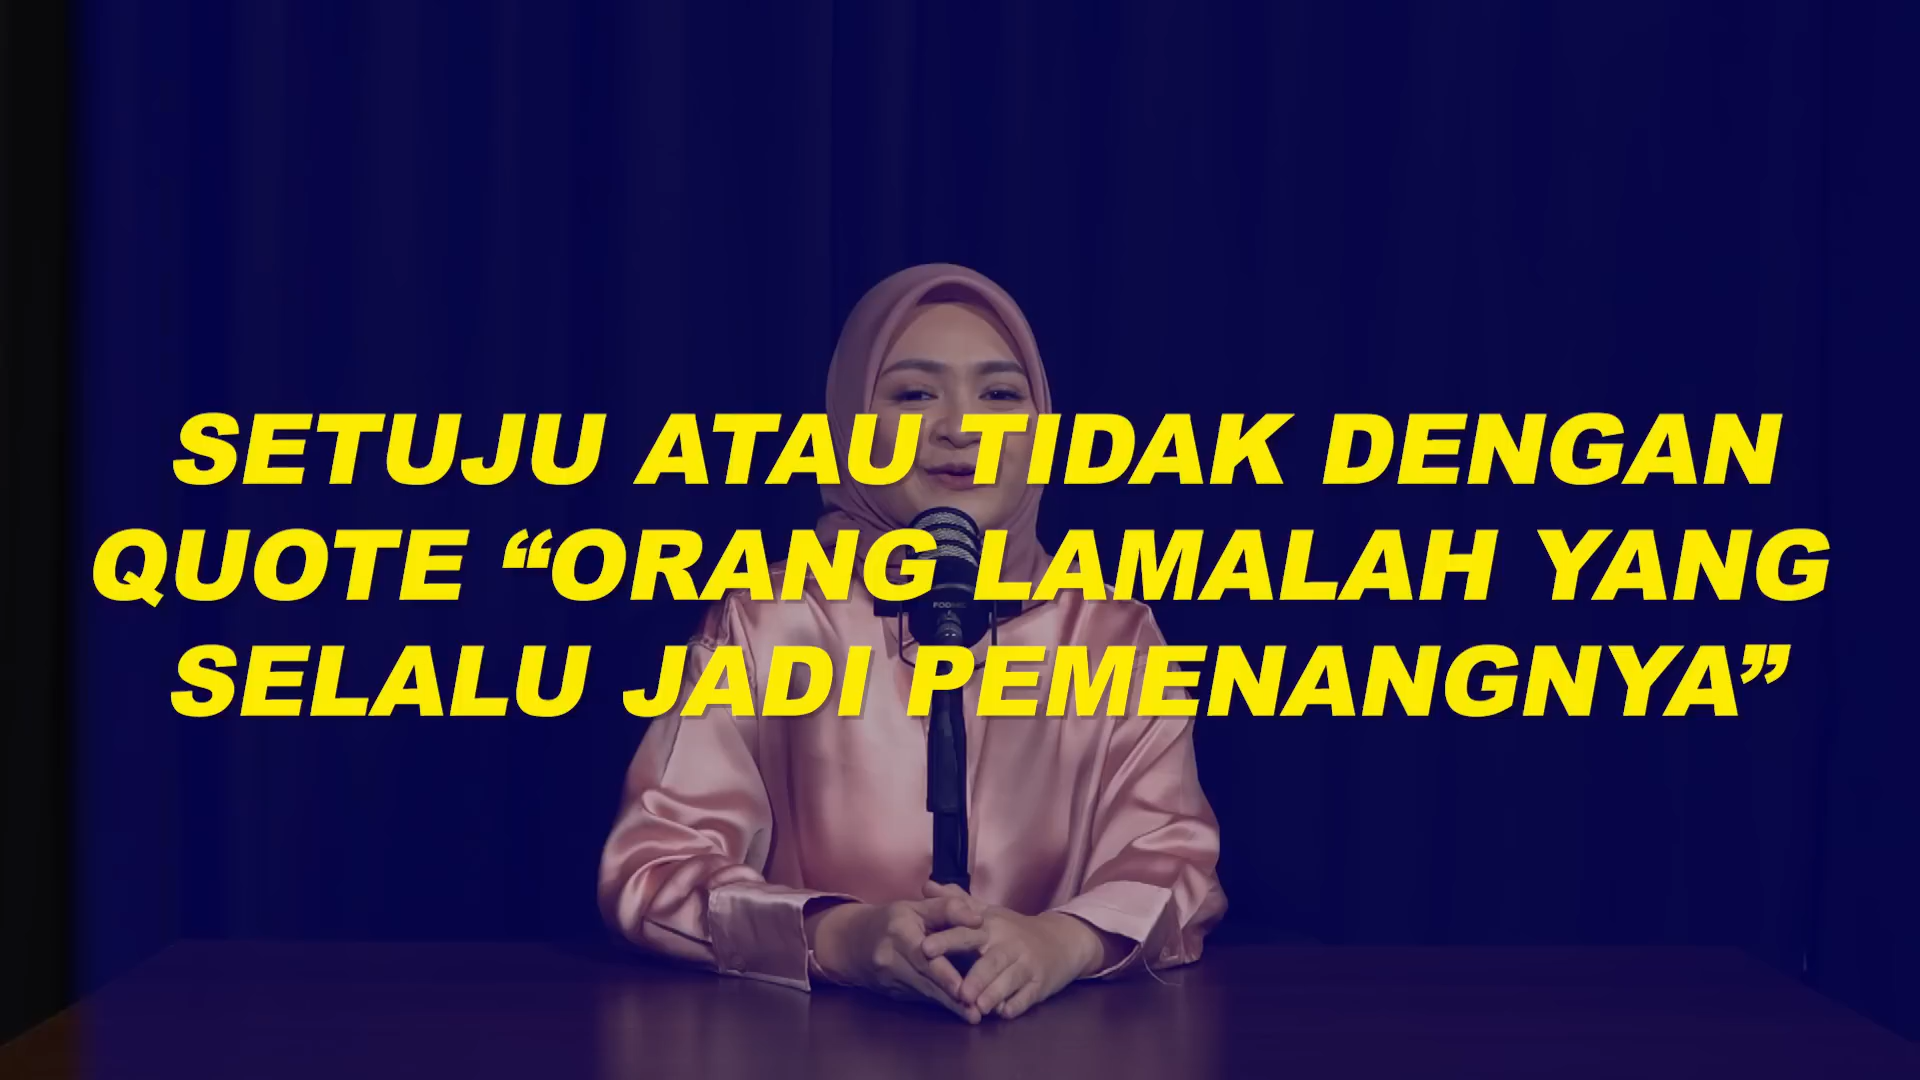 SETUJU ATAU TIDAK DENGAN
QUOTE “ORANG LAMALAH YANG
SELALU JADI PEMENANGNYA”